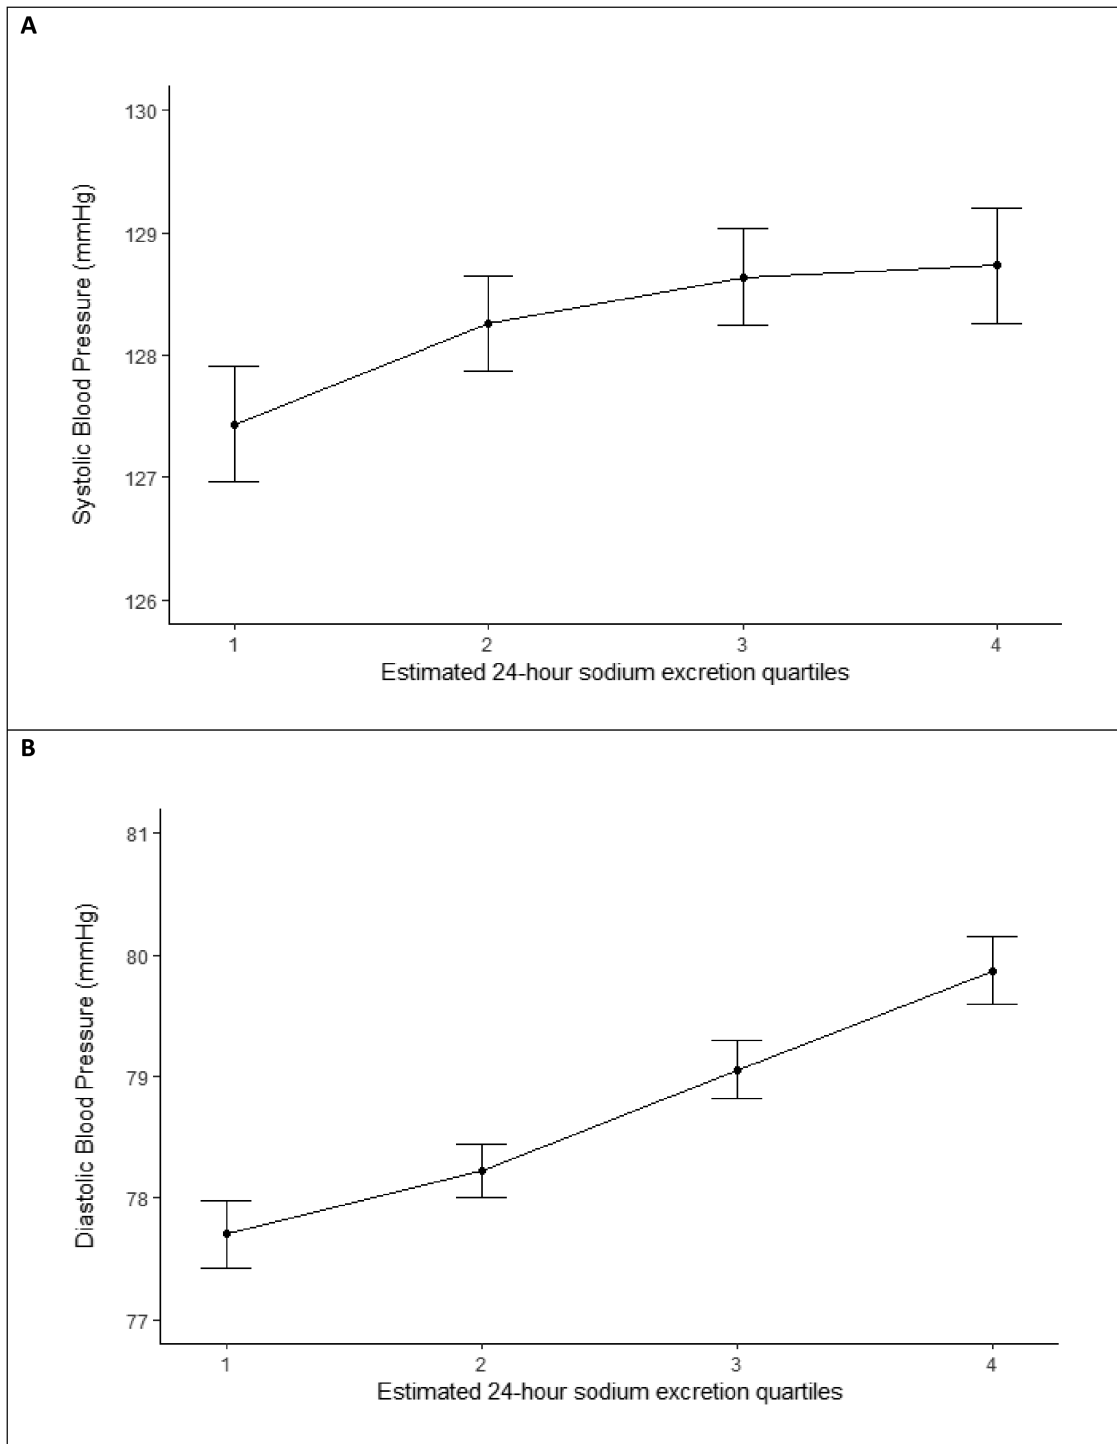 A
Systolic Blood Pressure (mmHg)
130
129
128
127
126
1 2 3 4
Estimated 24-hour sodium excretion quartiles
B
Diastolic Blood Pressure (mmHg)
81
80
79
78
77
1 2 3 4
Estimated 24-hour sodium excretion quartiles